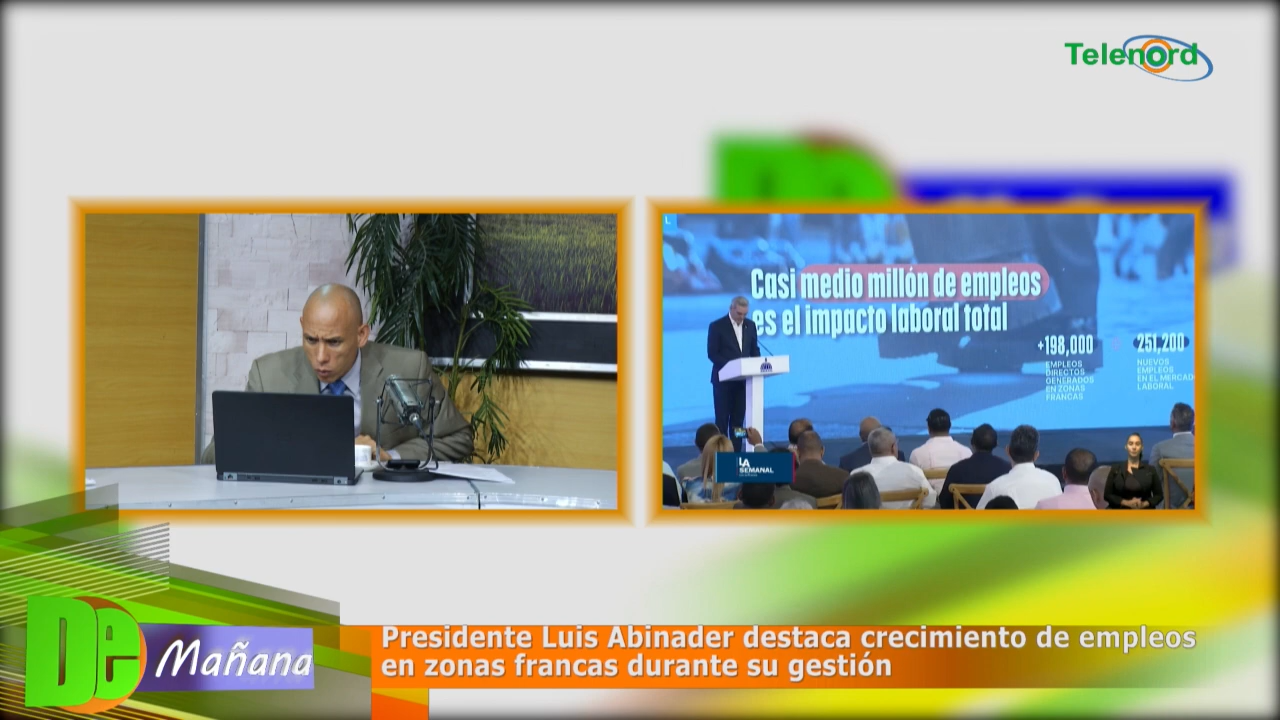 Telenord
Casi medio millón de empleos
es el impacto laboral total
+198,000
EMPLEOS
DIRECTOS
GENERADOS
EN ZONAS
FRANCAS
251,200
NUEVOS
EMPLEOS
EN EL MERCAD
LABORAL
LA
SEMANAL
De
Mañana
Presidente Luis Abinader destaca crecimiento de empleos
en zonas francas durante su gestión